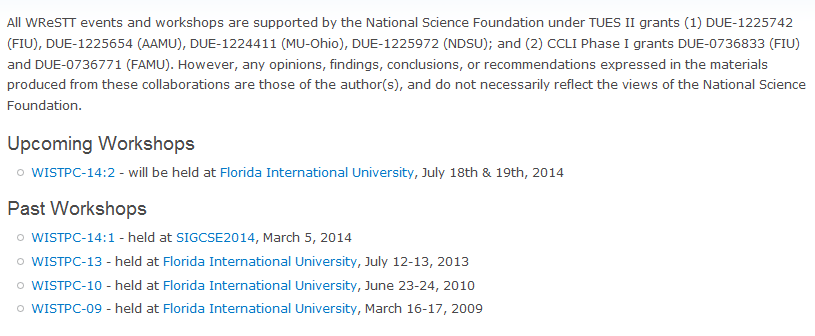 All WReSTT events and workshops are supported by the National Science Foundation under TUES II grants (1) DUE-1225742
(FIU), DUE-1225654 (AAMU), DUE-1224411 (MU-Ohio), DUE-1225972 (NDSU); and (2) CCLI Phase I grants DUE-0736833 (FIU)
and DUE-0736771 (FAMU). However, any opinions, findings, conclusions, or recommendations expressed in the materials
produced from these collaborations are those of the author(s), and do not necessarily reflect the views of the National Science
Foundation.
Upcoming Workshops
WISTPC-14:2 - will be held at Florida International University, July 18th & 19th, 2014
Past Workshops
WISTPC-14:1 - held at SIGCSE2014, March 5, 2014
WISTPC-13 - held at Florida International University, July 12-13, 2013
WISTPC-10 - held at Florida International University, June 23-24, 2010
WISTPC-09 - held at Florida International University, March 16-17, 2009